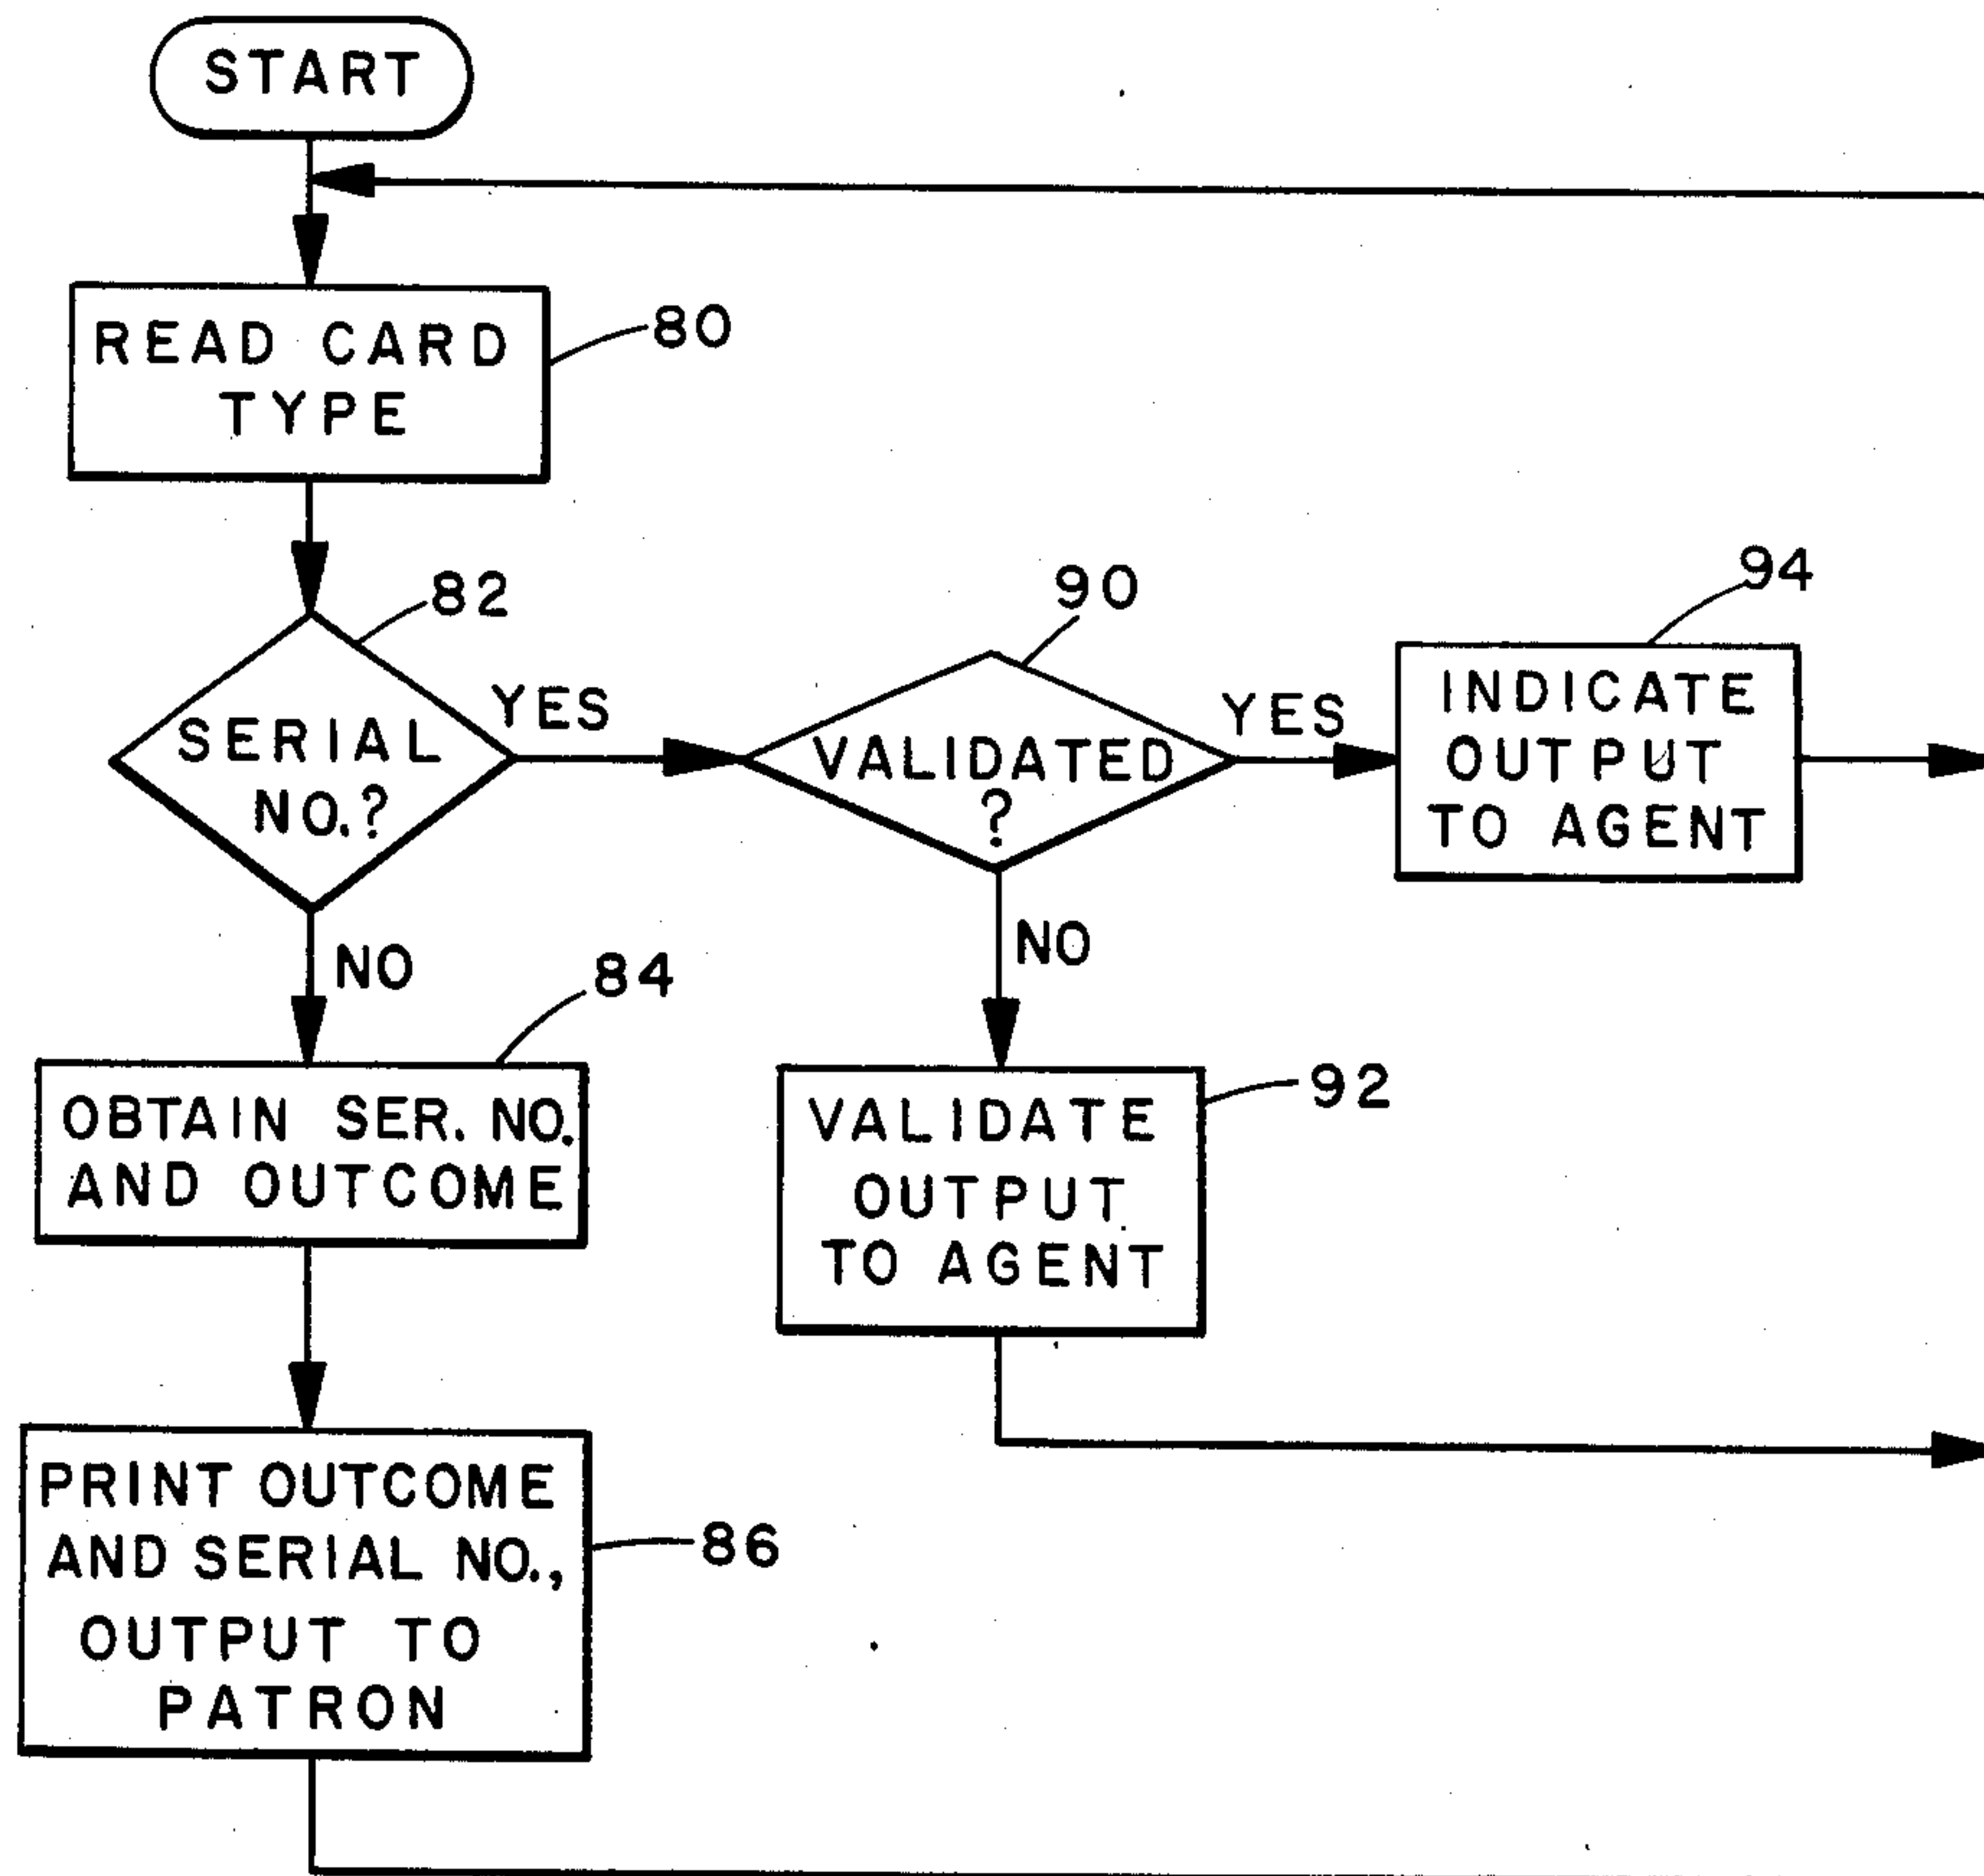 START
READ CARD
TYPE
80
82
SERIAL
NO.?
YES
90
VALIDATED
?
YES
94
INDICATE
OUTPUT
TO AGENT
NO
84
OBTAIN SER. NO.
AND OUTCOME
NO
92
VALIDATE
OUTPUT
TO AGENT
PRINT OUTCOME
AND SERIAL NO.,
OUTPUT TO
PATRON
86